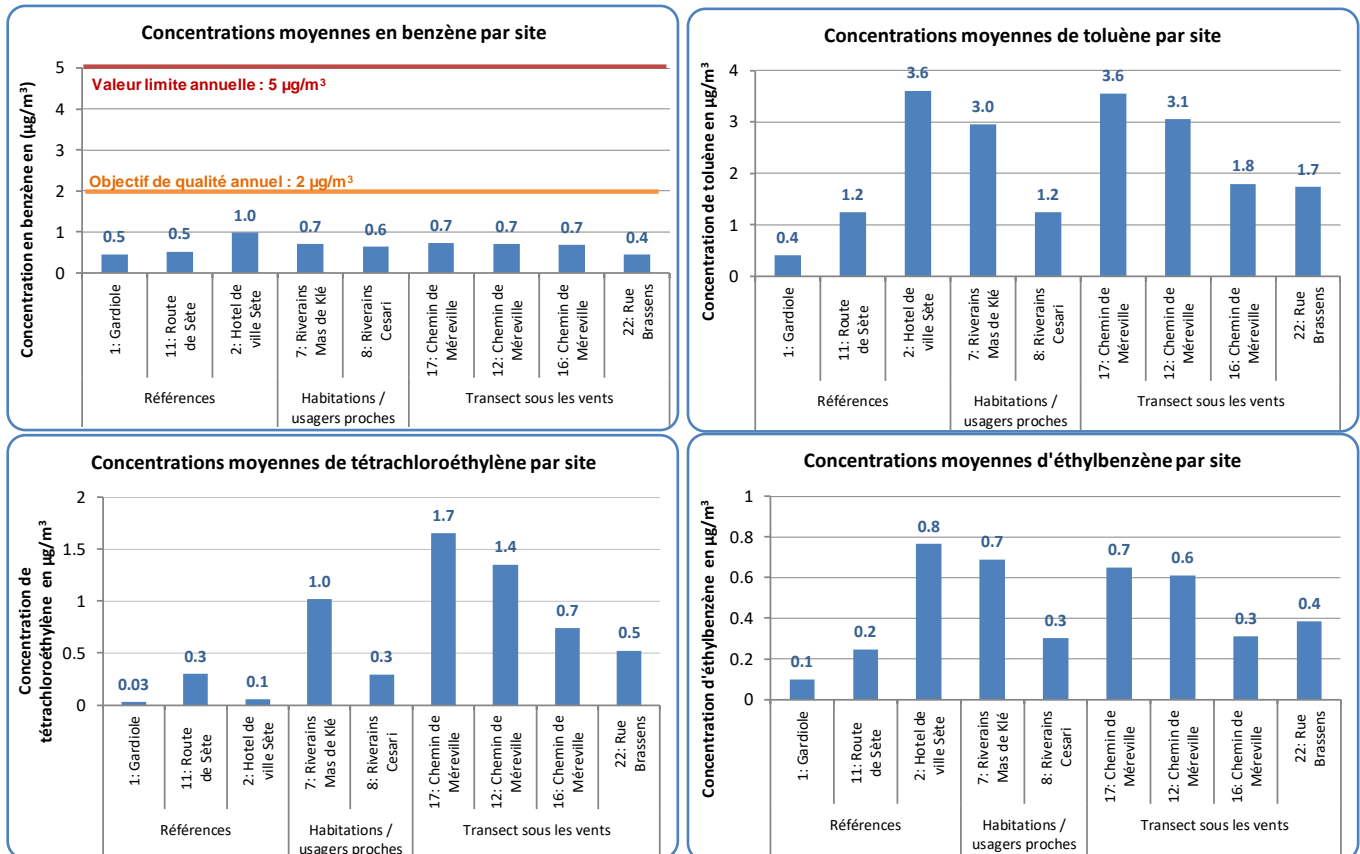 Concentrations moyennes en benzène par site
Concentration en benzène en (µg/m³)
5
4
3
2
1
0
Valeur limite annuelle : 5 µg/m³
Objectif de qualité annuel : 2 µg/m³
0.5
0.5
1.0
0.7
0.6
0.7
0.7
0.7
0.4
1: Gardiole
11: Route
de Sète
2: Hotel de
ville Sète
7: Riverains
Mas de Klé
8: Riverains
Cesari
17: Chemin de
Méreville
12: Chemin de
Méreville
16: Chemin de
Méreville
22: Rue
Brassens
Références
Habitations /
usagers proches
Transect sous les vents
Concentrations moyennes de toluène par site
Concentration de toluène en µg/m³
4
3
2
1
0
0.4
1.2
3.6
3.0
1.2
3.6
3.1
1.8
1.7
1: Gardiole
11: Route
de Sète
2: Hotel de
ville Sète
7: Riverains
Mas de Klé
8: Riverains
Cesari
17: Chemin de
Méreville
12: Chemin de
Méreville
16: Chemin de
Méreville
22: Rue
Brassens
Références
Habitations /
usagers proches
Transect sous les vents
Concentrations moyennes de tétrachloroéthylène par site
Concentration de
tétrachloroéthylène en µg/m³
2
1.5
1
0.5
0
0.03
0.3
0.1
1.0
0.3
1.7
1.4
0.7
0.5
1: Gardiole
11: Route
de Sète
2: Hotel de
ville Sète
7: Riverains
Mas de Klé
8: Riverains
Cesari
17: Chemin de
Méreville
12: Chemin de
Méreville
16: Chemin de
Méreville
22: Rue
Brassens
Références
Habitations /
usagers proches
Transect sous les vents
Concentrations moyennes d'éthylbenzène par site
Concentration d'éthylbenzène en µg/m³
1
0.8
0.6
0.4
0.2
0
0.1
0.2
0.8
0.7
0.3
0.7
0.6
0.3
0.4
1: Gardiole
11: Route
de Sète
2: Hotel de
ville Sète
7: Riverains
Mas de Klé
8: Riverains
Cesari
17: Chemin de
Méreville
12: Chemin de
Méreville
16: Chemin de
Méreville
22: Rue
Brassens
Références
Habitations /
usagers proches
Transect sous les vents